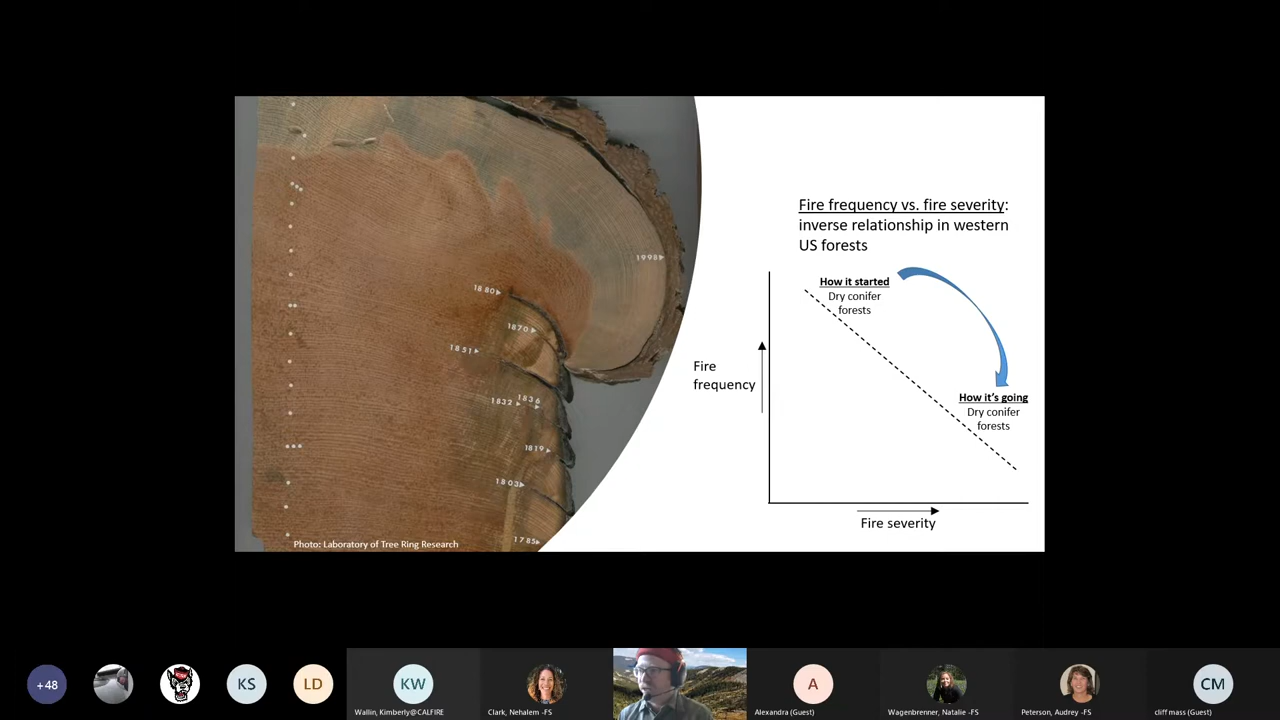 1998
1880
1870
1851
1836
1832
1819
1803
1785
Photo: Laboratory of Tree Ring Research
Fire frequency vs. fire severity:
inverse relationship in western
US forests
How it started
Dry conifer
forests
Fire
frequency
How it's going
Dry conifer
forests
Fire severity
+48
KS
LD
KW
A
CM
Wallin, Kimberly@CALFIRE
Clark, Nehalem -FS
Alexandra (Guest)
Wagenbrenner, Natalie -FS
Peterson, Audrey -FS
cliff mass (Guest)